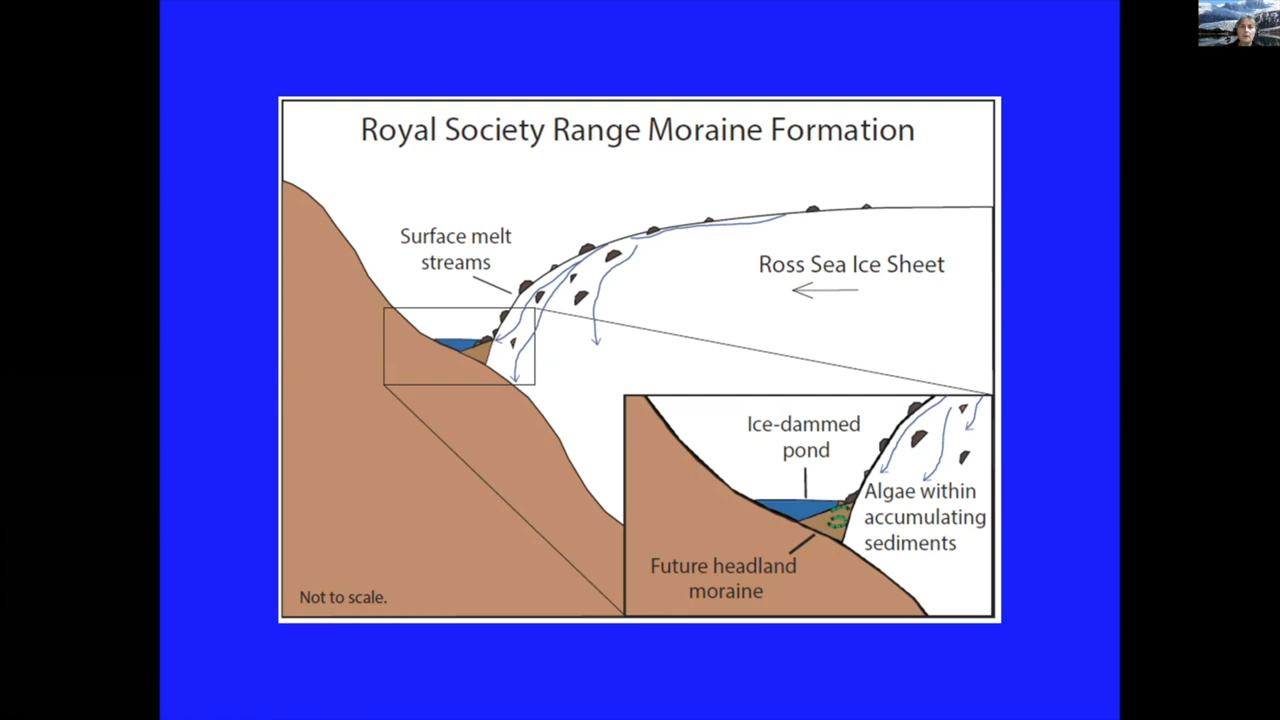 Royal Society Range Moraine Formation
Surface melt
streams
Ross Sea Ice Sheet
Ice-dammed
pond
Algae within
accumulating
sediments
Future headland
moraine
Not to scale.